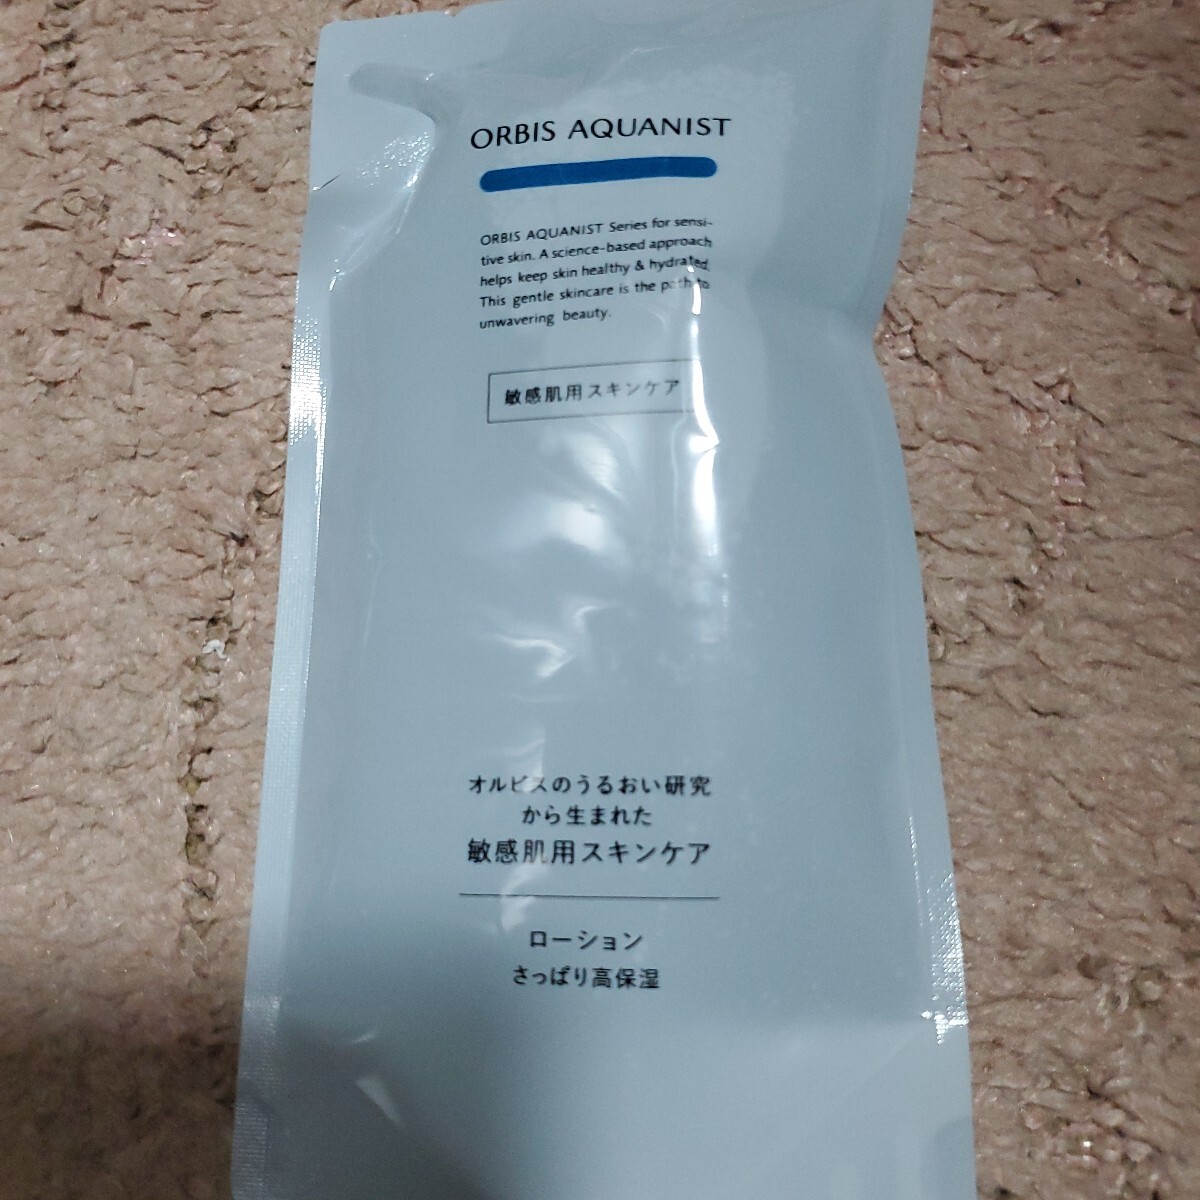 ORBIS AQUANIST
ORBIS AQUANIST Series for sensi-
tive skin. A science-based approach
helps keep skin healthy & hydrated.
This gentle skincare is the path to
unwavering beauty.
敏感肌用スキンケア
オルビスのうるおい研究
から生まれた
敏感肌用スキンケア
ローション
さっぱり高保湿